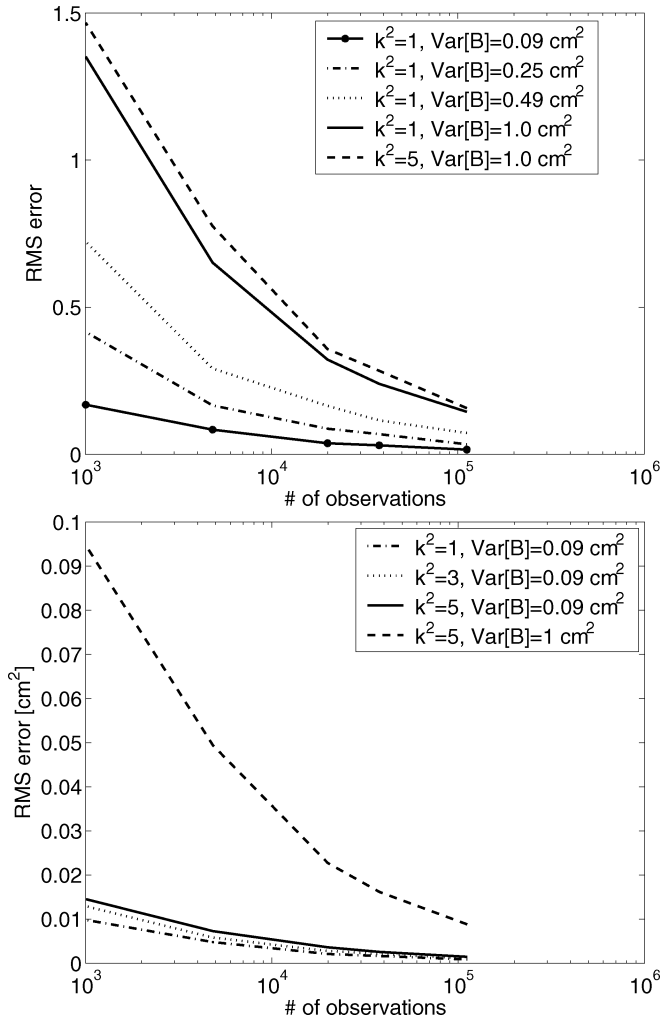 1.5
k²=1, Var[B]=0.09 cm²
k²=1, Var[B]=0.25 cm²
k²=1, Var[B]=0.49 cm²
k²=1, Var[B]=1.0 cm²
k²=5, Var[B]=1.0 cm²
1
RMS error
0.5
0
10³ 10⁴ 10⁵ 10⁶
# of observations
0.1
k²=1, Var[B]=0.09 cm²
k²=3, Var[B]=0.09 cm²
k²=5, Var[B]=0.09 cm²
k²=5, Var[B]=1 cm²
0.09
0.08
0.07
0.06
RMS error [cm²]
0.05
0.04
0.03
0.02
0.01
0
10³ 10⁴ 10⁵ 10⁶
# of observations